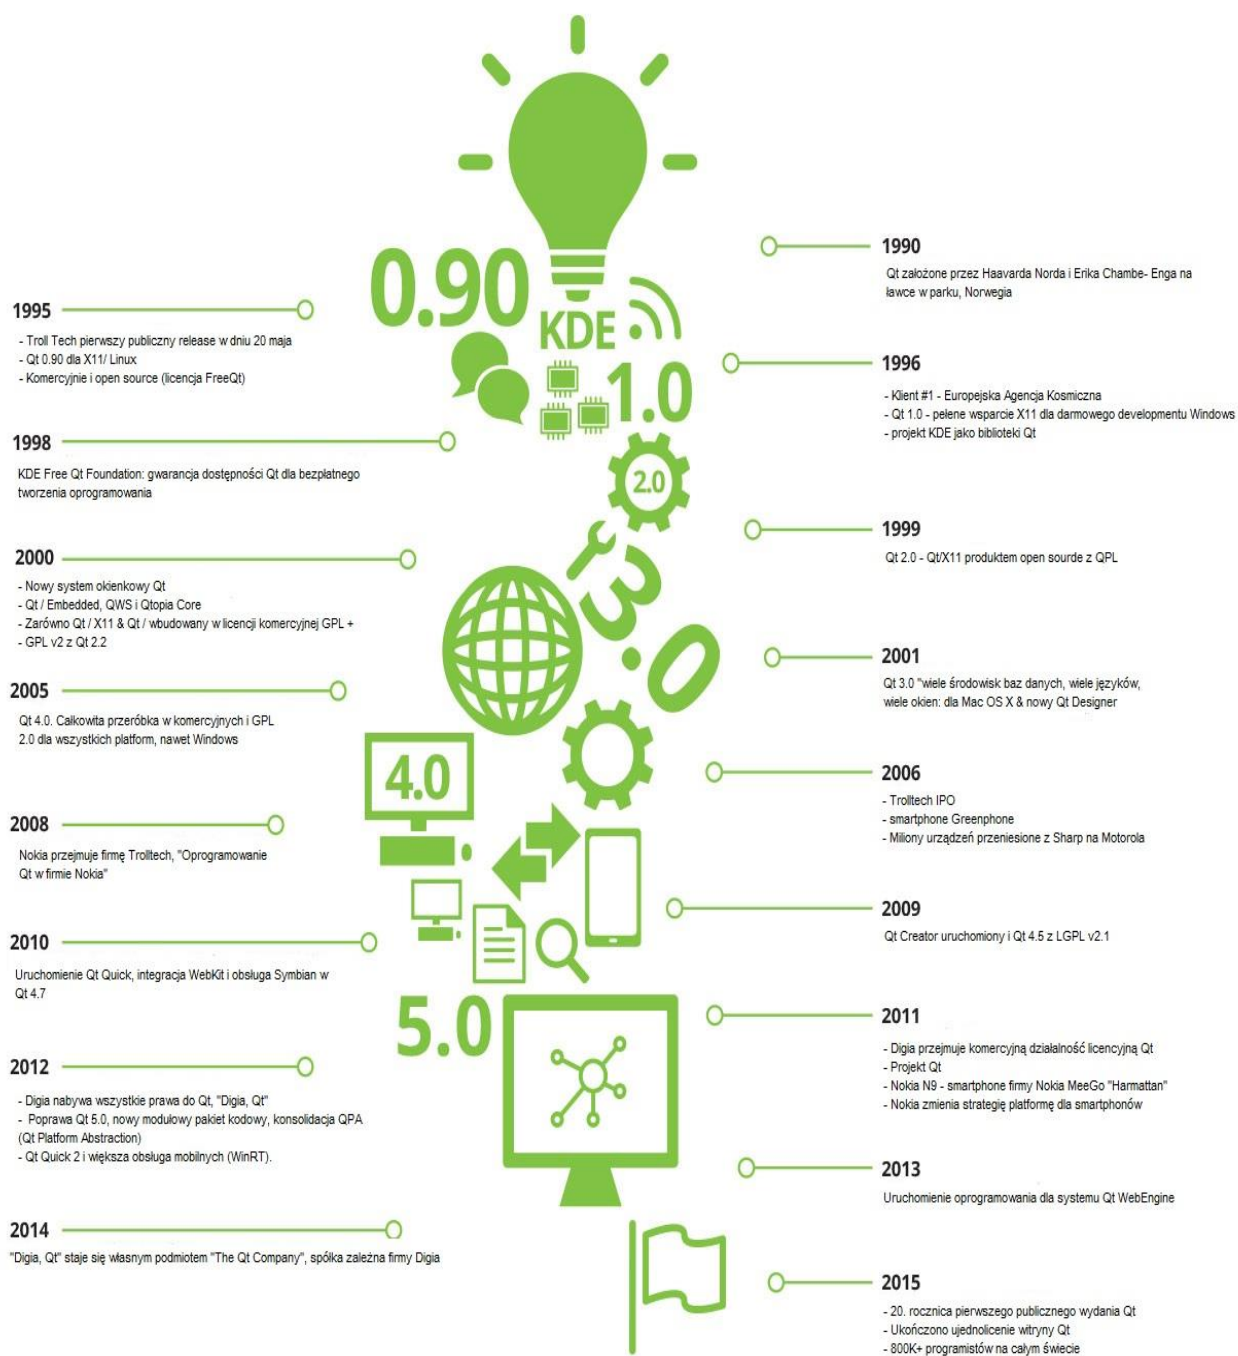 0.90
KDE
1.0
2.0
3.0
4.0
5.0
1990
Qt założone przez Haavarda Norda i Erika Chambe- Enga na
ławce w parku, Norwegia
1995
- Troll Tech pierwszy publiczny release w dniu 20 maja
- Qt 0.90 dla X11/ Linux
- Komercyjnie i open source (licencja FreeQt)
1996
- Klient #1 - Europejska Agencja Kosmiczna
- Qt 1.0 - pełene wsparcie X11 dla darmowego developmentu Windows
- projekt KDE jako biblioteki Qt
1998
KDE Free Qt Foundation: gwarancja dostępności Qt dla bezpłatnego
tworzenia oprogramowania
1999
Qt 2.0 - Qt/X11 produktem open sourde z QPL
2000
- Nowy system okienkowy Qt
- Qt / Embedded, QWS i Qtopia Core
- Zarówno Qt / X11 & Qt / wbudowany w licencji komercyjnej GPL +
- GPL v2 z Qt 2.2
2001
Qt 3.0 "wiele środowisk baz danych, wiele języków,
wiele okien: dla Mac OS X & nowy Qt Designer
2005
Qt 4.0. Całkowita przeróbka w komercyjnych i GPL
2.0 dla wszystkich platform, nawet Windows
2006
- Trolltech IPO
- smartphone Greenphone
- Miliony urządzeń przeniesione z Sharp na Motorola
2008
Nokia przejmuje firmę Trolltech, "Oprogramowanie
Qt w firmie Nokia"
2009
Qt Creator uruchomiony i Qt 4.5 z LGPL v2.1
2010
Uruchomienie Qt Quick, integracja WebKit i obsługa Symbian w
Qt 4.7
2011
- Digia przejmuje komercyjną działalność licencyjną Qt
- Projekt Qt
- Nokia N9 - smartphone firmy Nokia MeeGo "Harmattan"
- Nokia zmienia strategię platformę dla smartphonów
2012
- Digia nabywa wszystkie prawa do Qt, "Digia, Qt"
- Poprawa Qt 5.0, nowy modułowy pakiet kodowy, konsolidacja QPA
(Qt Platform Abstraction)
- Qt Quick 2 i większa obsługa mobilnych (WinRT).
2013
Uruchomienie oprogramowania dla systemu Qt WebEngine
2014
"Digia, Qt" staje się własnym podmiotem "The Qt Company", spółka zależna firmy Digia
2015
- 20. rocznica pierwszego publicznego wydania Qt
- Ukończono ujednolicenie witryny Qt
- 800K+ programistów na całym świecie